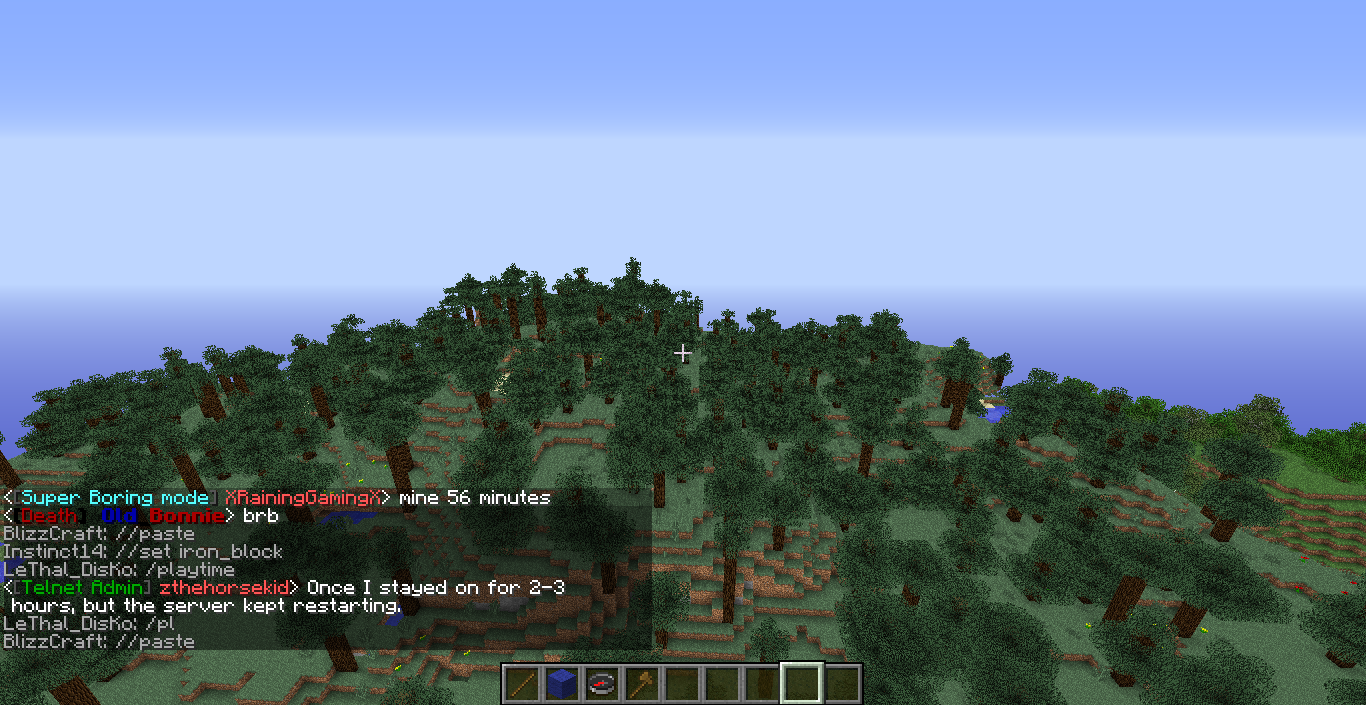 <[Super Boring mode] XRainingGamingX> mine 56 minutes
<[Death] Old Bonnie> brb
BlizzCraft: //paste
Instinct14: //set iron_block
LeThal_DisKo: /playtime
<[Telnet Admin] zthehorsekid> Once I stayed on for 2-3
hours, but the server kept restarting.
LeThal_DisKo: /pl
BlizzCraft: //paste